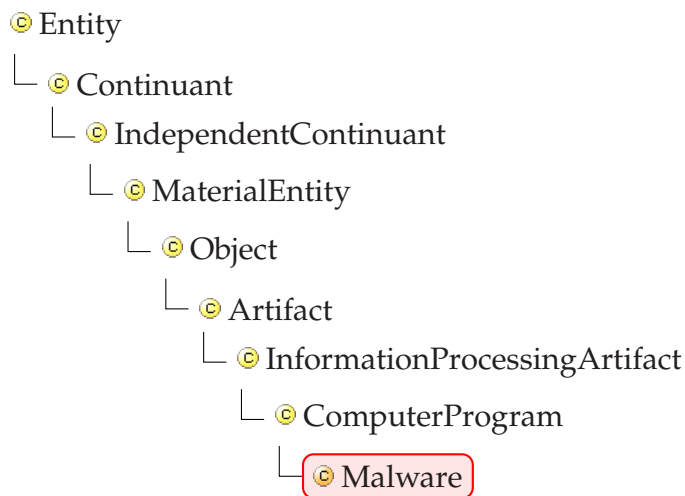 Entity
Continuant
IndependentContinuant
MaterialEntity
Object
Artifact
InformationProcessingArtifact
ComputerProgram
Malware